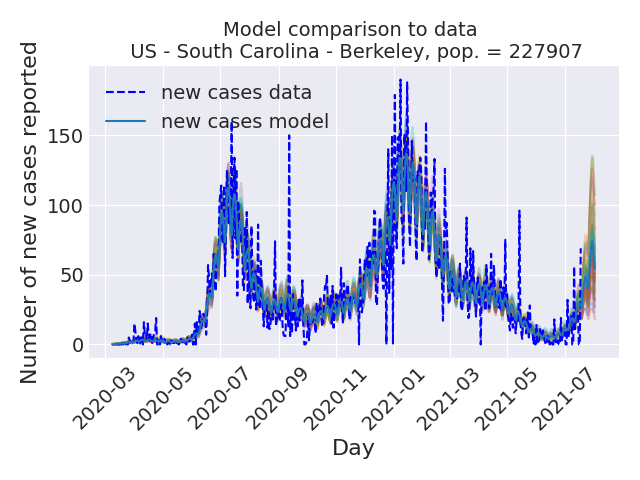 Model comparison to data
US - South Carolina - Berkeley, pop. = 227907
new cases data
new cases model
Number of new cases reported
150
100
50
0
2020-03
2020-05
2020-07
2020-09
2020-11
2021-01
2021-03
2021-05
2021-07
Day